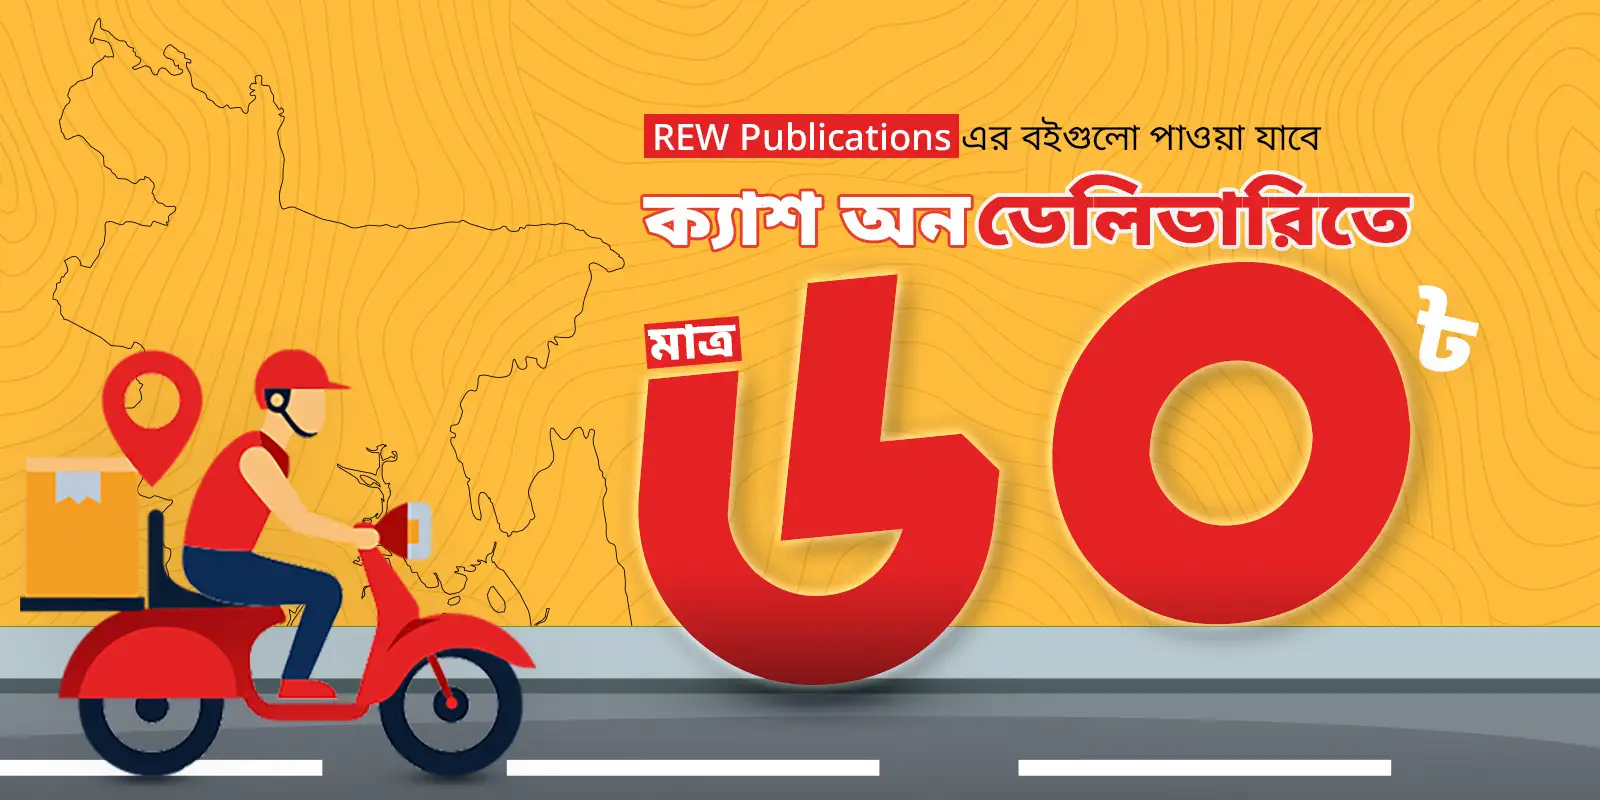 REW Publications এর বইগুলো পাওয়া যাবে
ক্যাশ অন ডেলিভারিতে
মাত্র ৬০ ৳